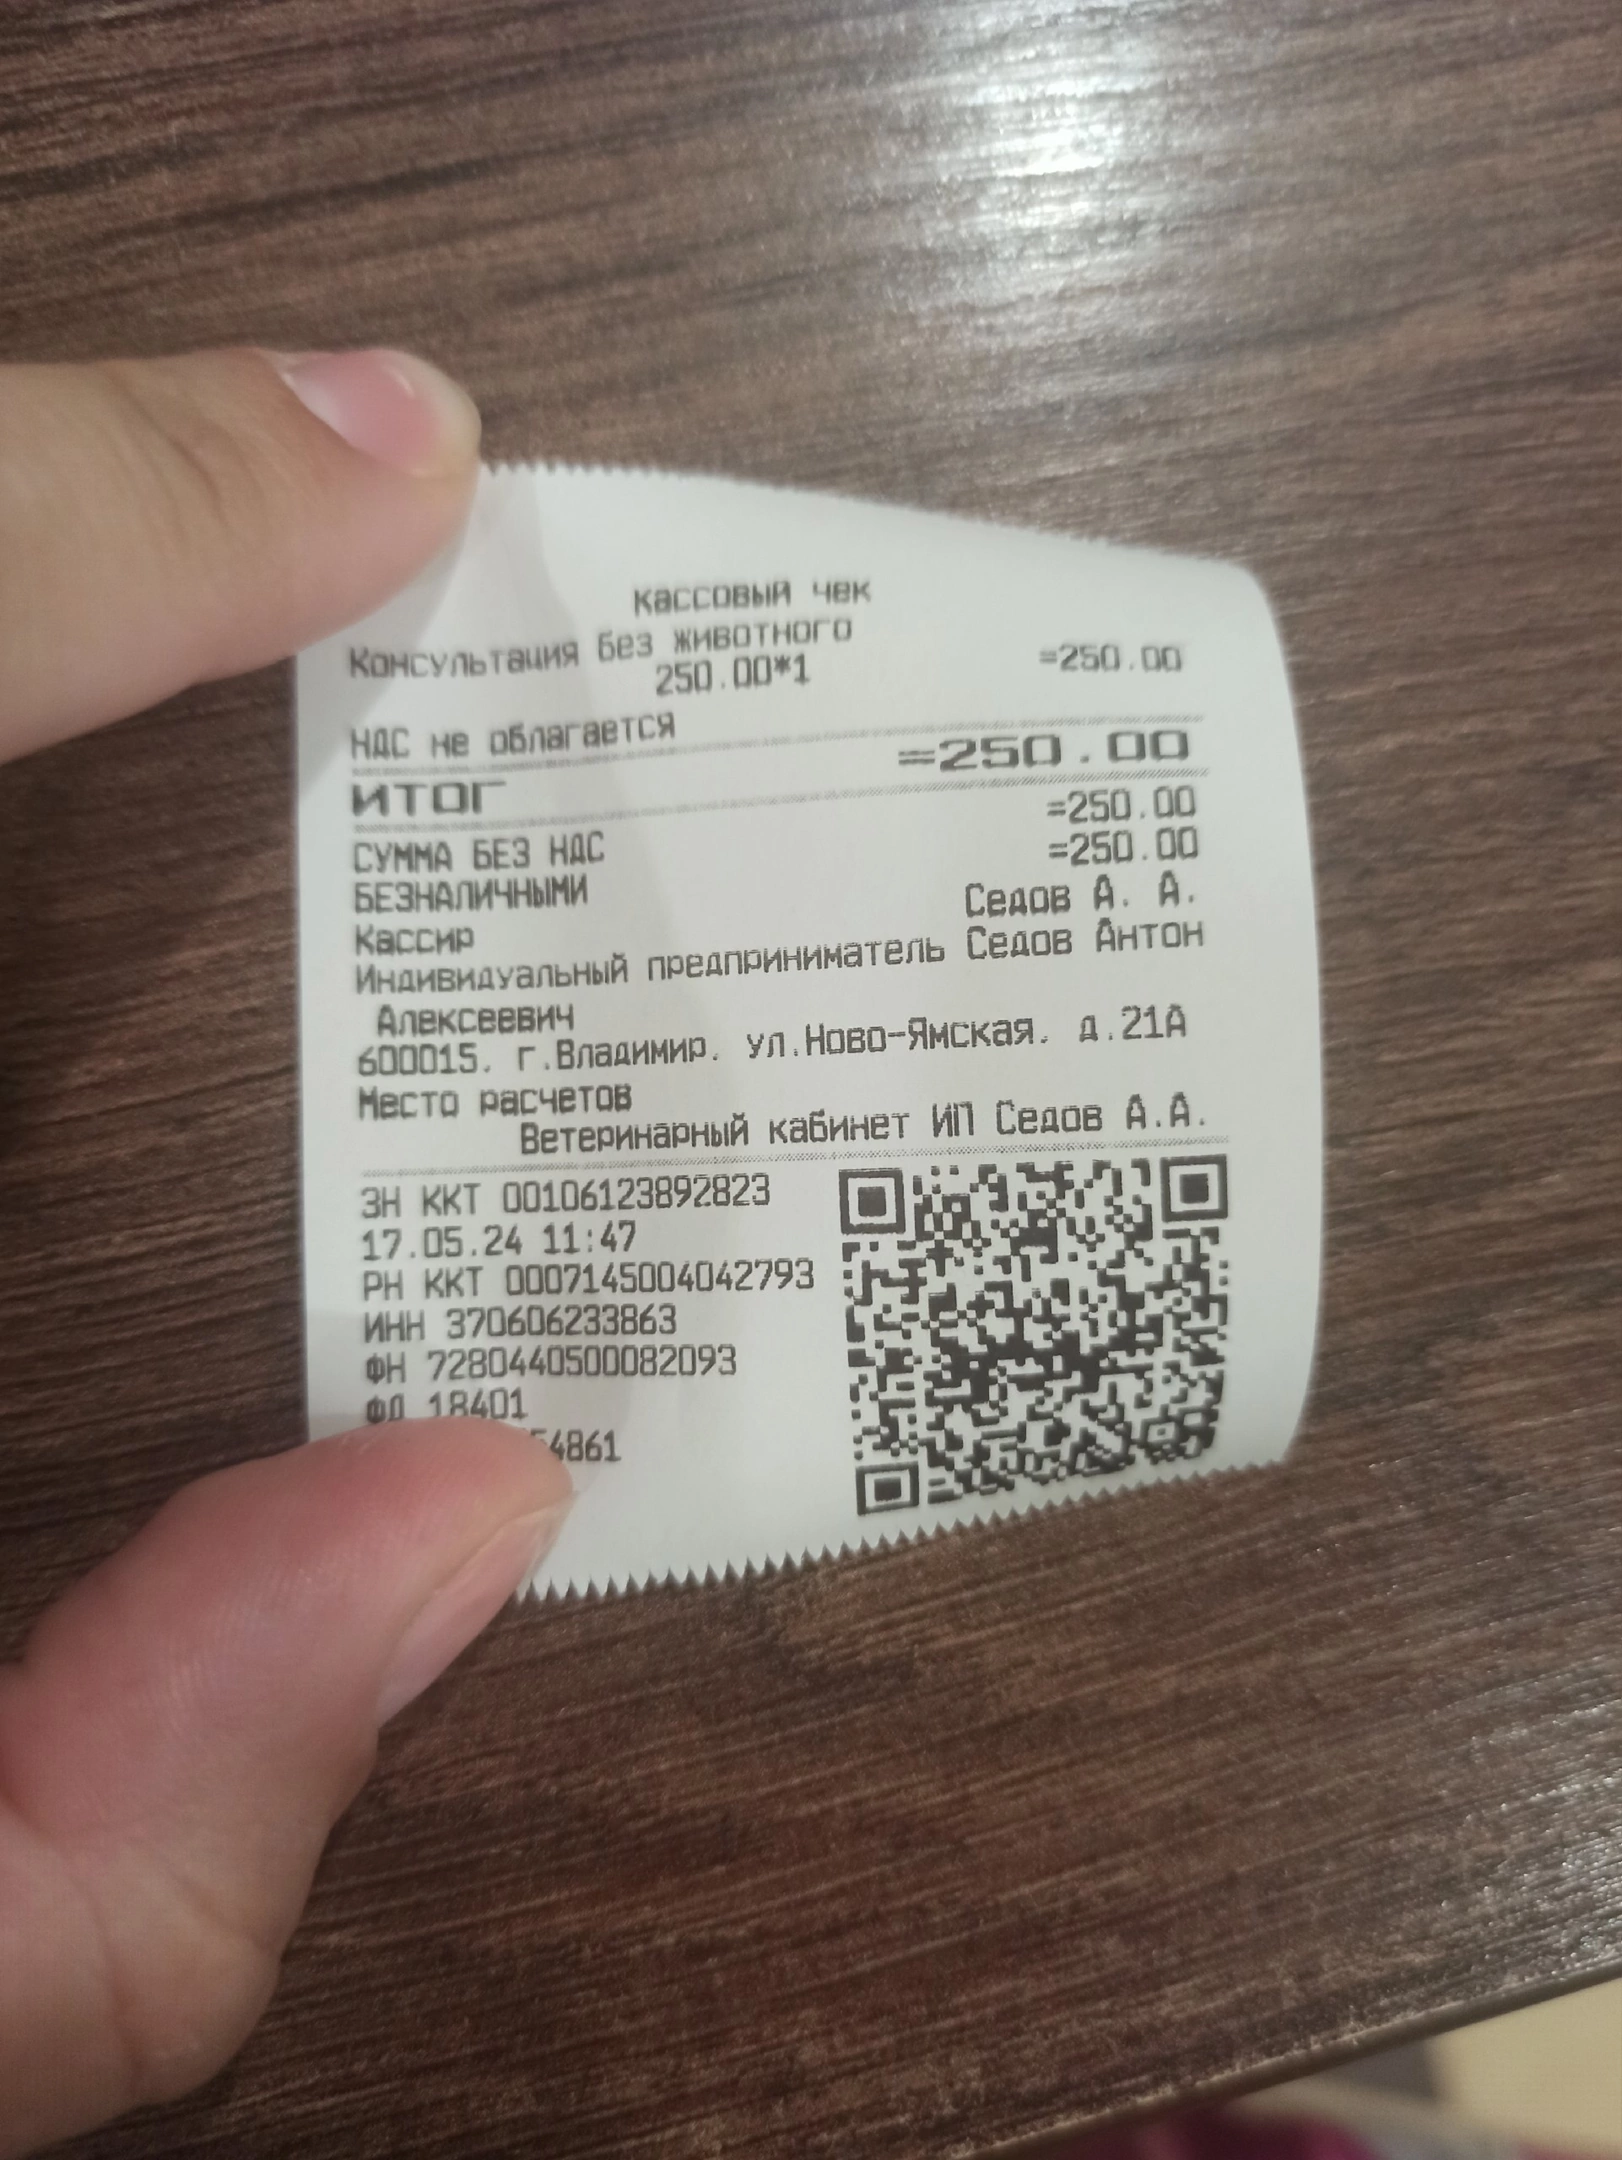 кассовый чек
Консультация без животного
250.00*1 =250.00
НДС не облагается
ИТОГ =250.00
СУММА БЕЗ НДС =250.00
БЕЗНАЛИЧНЫМИ =250.00
Кассир Седов А. А.
Индивидуальный предприниматель Седов Антон
Алексеевич
600015, г.Владимир, ул.Ново-Ямская, д.21А
Место расчетов
Ветеринарный кабинет ИП Седов А.А.
ЗН ККТ 00106123892823
17.05.24 11:47
РН ККТ 0007145004042793
ИНН 370606233863
ФН 7280440500082093
ФД 18401